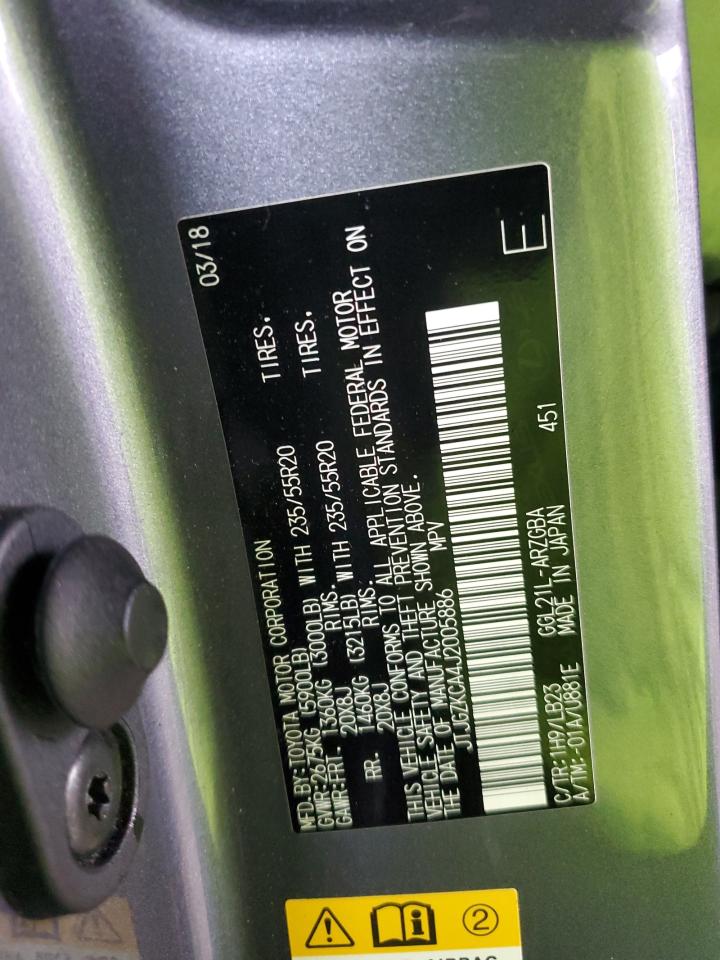 03/18
MFD. BY: TOYOTA MOTOR CORPORATION
GVWR: 2675KG (5900LB)
GAWR: FRT. 1360KG (3000LB) WITH 235/55R20 TIRES.
20X8J RIMS.
RR. 1460KG (3215LB) WITH 235/55R20 TIRES.
20X8J RIMS.
THIS VEHICLE CONFORMS TO ALL APPLICABLE FEDERAL MOTOR
VEHICLE SAFETY AND THEFT PREVENTION STANDARDS IN EFFECT ON
THE DATE OF MANUFACTURE SHOWN ABOVE.
JTJGZKCA4J2005886 MPV
E
C/TR: 1H9/LB23 GGL21L-ARZGBA 451
A/TM: -01A/U881E MADE IN JAPAN
2